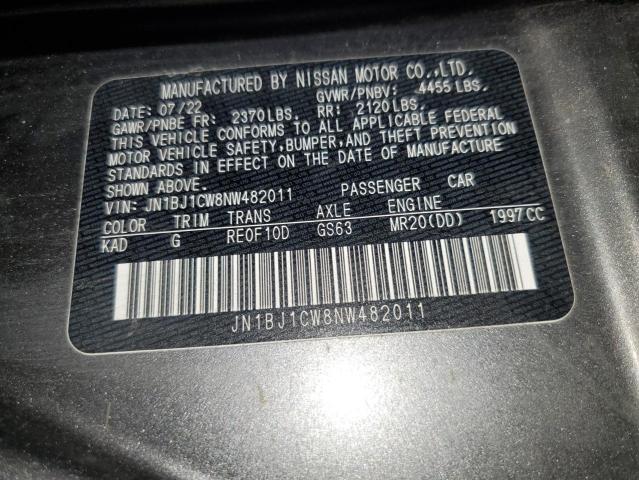 MANUFACTURED BY NISSAN MOTOR CO.,LTD.
DATE: 07/22 GVWR/PNBV: 4455 LBS.
GAWR/PNBE FR: 2370LBS. RR: 2120LBS.
THIS VEHICLE CONFORMS TO ALL APPLICABLE FEDERAL
MOTOR VEHICLE SAFETY,BUMPER,AND THEFT PREVENTION
STANDARDS IN EFFECT ON THE DATE OF MANUFACTURE
SHOWN ABOVE.
VIN: JN1BJ1CW8NW482011 PASSENGER CAR
COLOR TRIM TRANS AXLE ENGINE
KAD G RE0F10D GS63 MR20(DD) 1997CC
JN1BJ1CW8NW482011